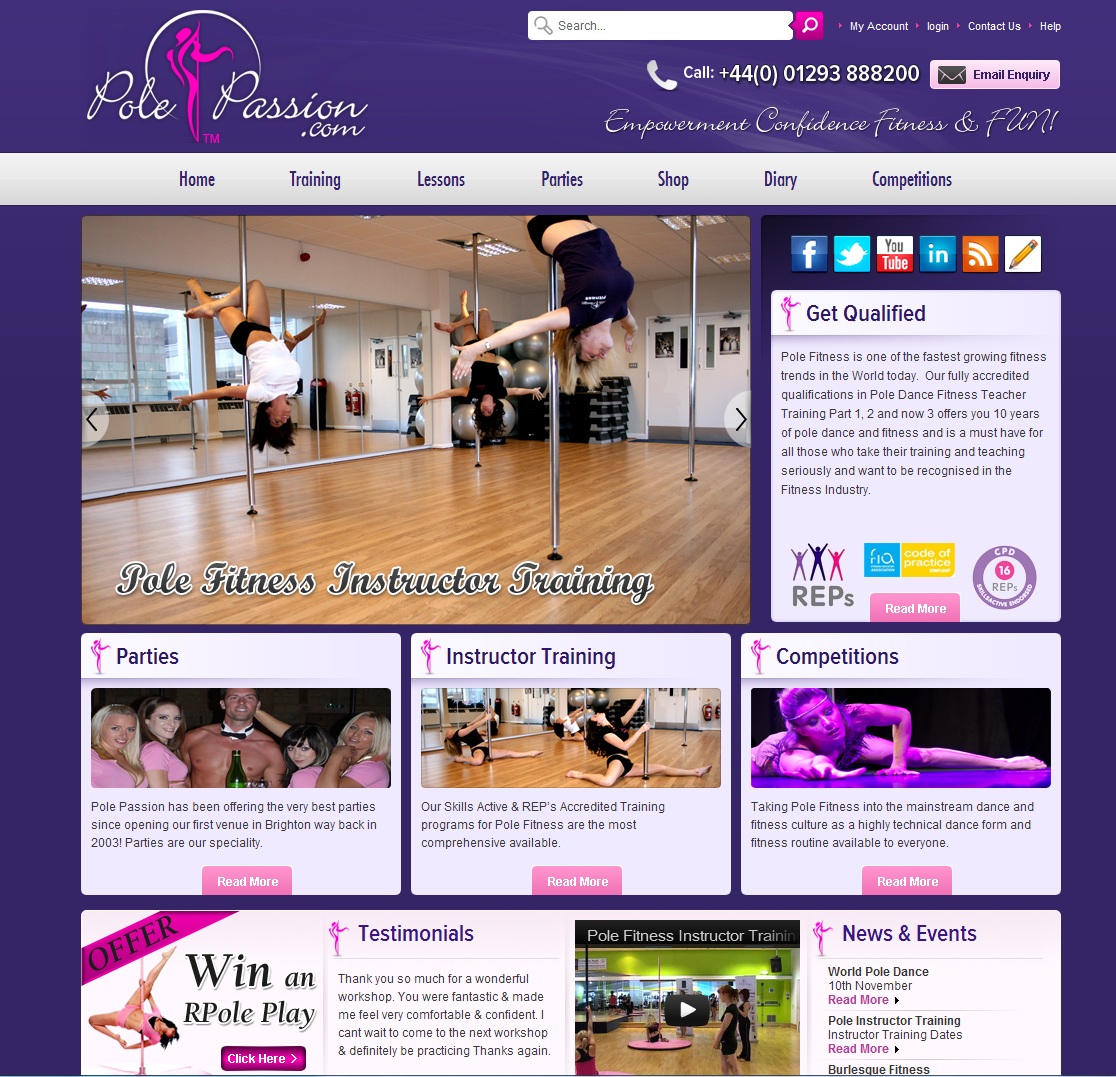 Pole Passion
.com
TM
Search...
My Account
login
Contact Us
Help
Call: +44(0) 01293 888200
Email Enquiry
Empowerment Confidence Fitness & FUN!
Home
Training
Lessons
Parties
Shop
Diary
Competitions
Pole Fitness Instructor Training
f
You
Tube
in
Get Qualified
Pole Fitness is one of the fastest growing fitness
trends in the World today. Our fully accredited
qualifications in Pole Dance Fitness Teacher
Training Part 1, 2 and now 3 offers you 10 years
of pole dance and fitness and is a must have for
all those who take their training and teaching
seriously and want to be recognised in the
Fitness Industry.
REPs
fia
code of
practice
CPD
16
REPs
SKILLSACTIVE ENDORSED
Read More
Parties
Pole Passion has been offering the very best parties
since opening our first venue in Brighton way back in
2003! Parties are our speciality.
Read More
Instructor Training
Our Skills Active & REP's Accredited Training
programs for Pole Fitness are the most
comprehensive available.
Read More
Competitions
Taking Pole Fitness into the mainstream dance and
fitness culture as a highly technical dance form and
fitness routine available to everyone.
Read More
OFFER
Win an
RPole Play
Click Here >
Testimonials
Thank you so much for a wonderful
workshop. You were fantastic & made
me feel very comfortable & confident. I
cant wait to come to the next workshop
& definitely be practicing Thanks again.
Pole Fitness Instructor Trainin
News & Events
World Pole Dance
10th November
Read More
Pole Instructor Training
Instructor Training Dates
Read More
Burlesque Fitness